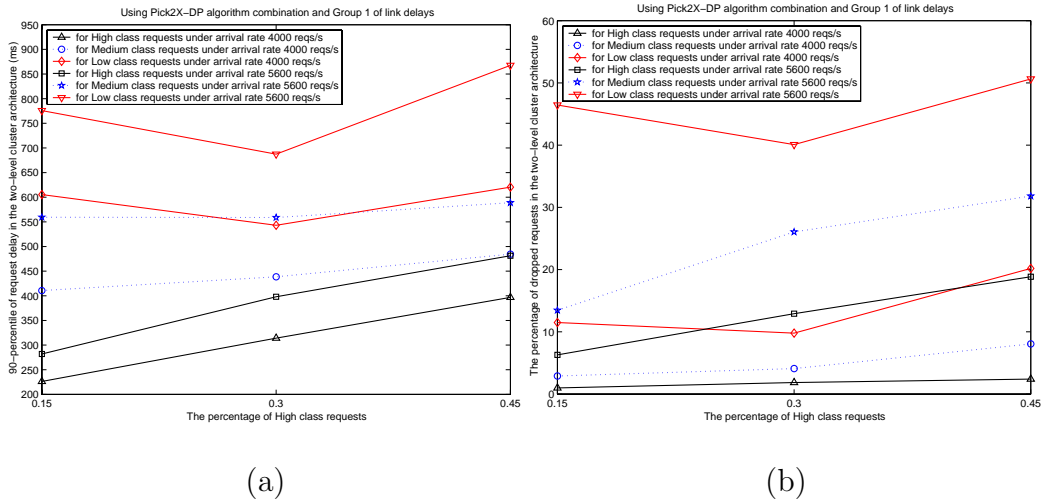 Using Pick2X−DP algorithm combination and Group 1 of link delays
90−percentile of request delay in the two−level cluster architecture (ms)
950
900
850
800
750
700
650
600
550
500
450
400
350
300
250
200
for High class requests under arrival rate 4000 reqs/s
for Medium class requests under arrival rate 4000 reqs/s
for Low class requests under arrival rate 4000 reqs/s
for High class requests under arrival rate 5600 reqs/s
for Medium class requests under arrival rate 5600 reqs/s
for Low class requests under arrival rate 5600 reqs/s
0.15
0.3
0.45
The percentage of High class requests
(a)
Using Pick2X−DP algorithm combination and Group 1 of link delays
The percentage of dropped requests in the two−level cluster architecture
60
50
40
30
20
10
0
for High class requests under arrival rate 4000 reqs/s
for Medium class requests under arrival rate 4000 reqs/s
for Low class requests under arrival rate 4000 reqs/s
for High class requests under arrival rate 5600 reqs/s
for Medium class requests under arrival rate 5600 reqs/s
for Low class requests under arrival rate 5600 reqs/s
0.15
0.3
0.45
The percentage of High class requests
(b)